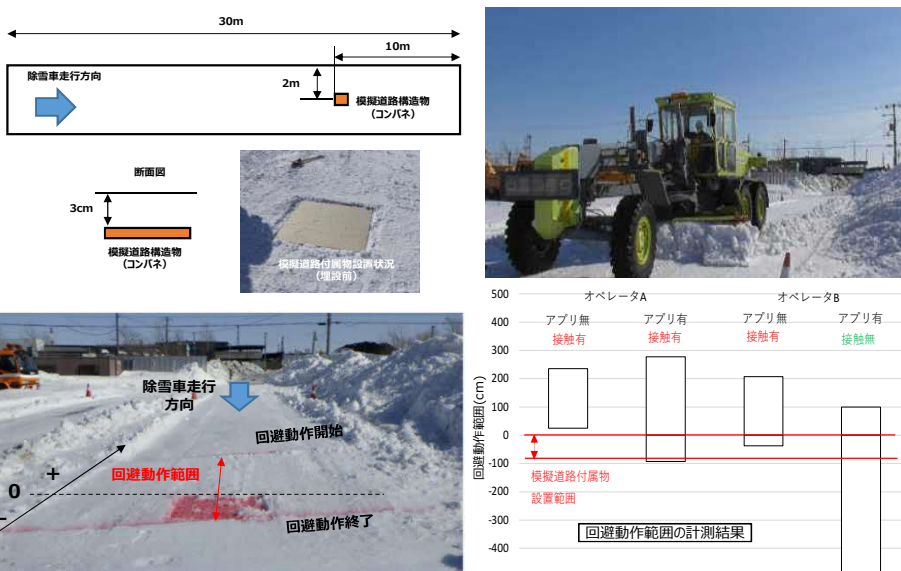 30m
10m
除雪車走行方向
2m
模擬道路構造物
(コンパネ)
断面図
3cm
模擬道路構造物
(コンパネ)
模擬道路付属物設置状況
(埋設前)
除雪車走行
方向
回避動作開始
回避動作範囲
+
0
-
回避動作終了
500
400
300
200
100
0
-100
-200
-300
-400
回避動作範囲(cm)
オペレータA
オペレータB
アプリ無
アプリ有
アプリ無
アプリ有
接触有
接触有
接触有
接触無
模擬道路付属物
設置範囲
回避動作範囲の計測結果